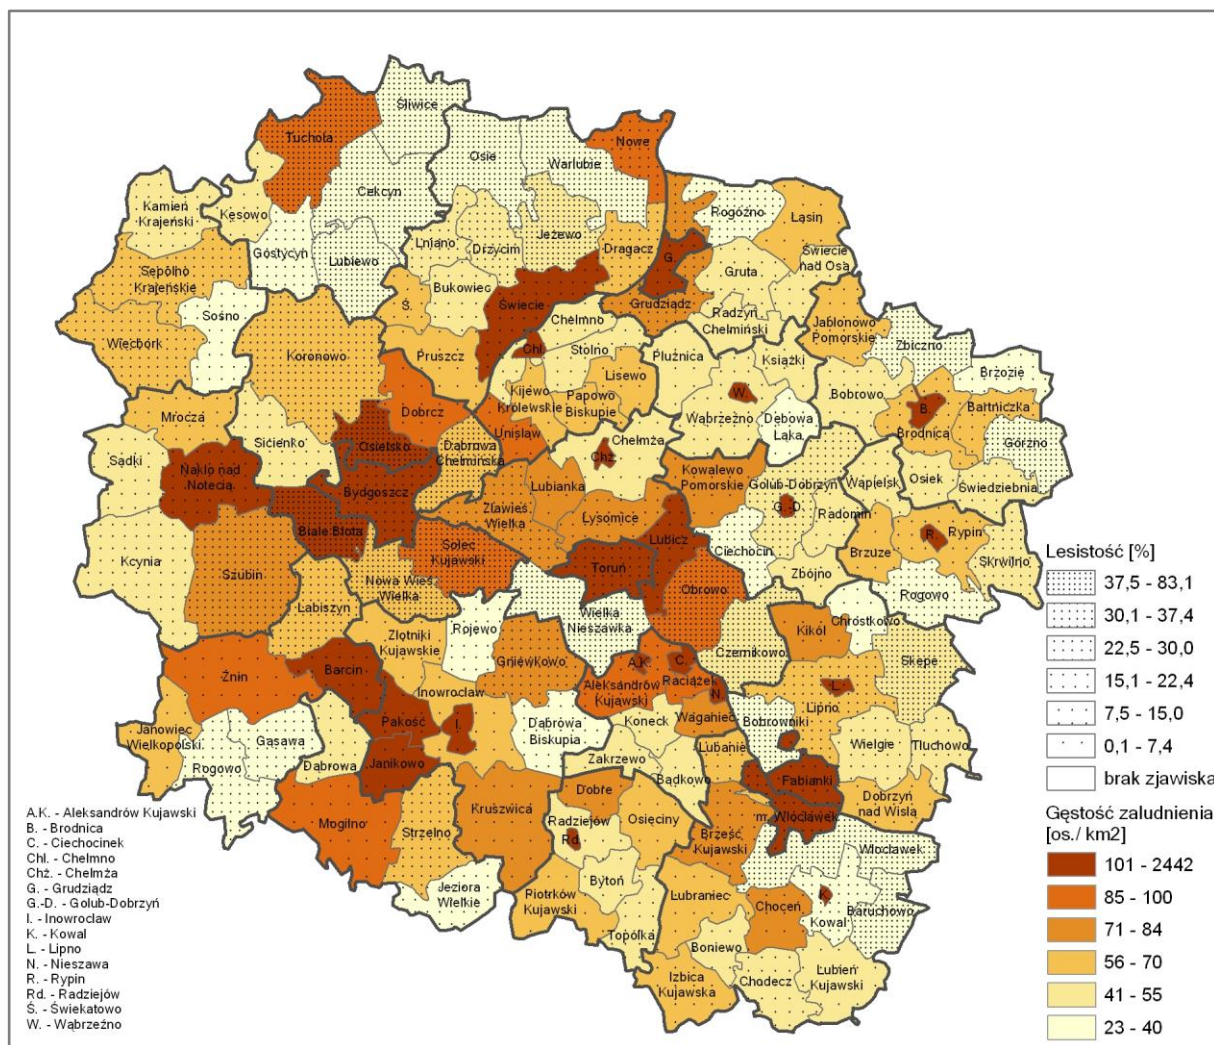 Śliwice
Tuchola
Nowe
Osie
Warlubie
Cekcyn
Kamień
Krajeński
Kęsowo
Rogóźno
Łasin
Gostycyn
Lubiewo
Lniano
Drzycim
Jeżewo
Dragacz
G.
Gruta
Świecie
nad Osą
Sępólno
Krajeńskie
Sośno
Ś.
Bukowiec
Świecie
Grudziądz
Radzyń
Chełmiński
Jabłonowo
Pomorskie
Zbiczno
Więcbork
Koronowo
Pruszcz
Chełmno
Chł.
Stolno
Płużnica
Książki
Brzozie
Mrocza
Dobrcz
Kijewo
Królewskie
Lisewo
Papowo
Biskupie
W.
Wąbrzeźno
Bobrowo
B.
Brodnica
Bartniczka
Sicienko
Osielsko
Unisław
Dąbrowa
Chełmińska
Chełmża
Chż.
Dębowa
Łąka
Górzno
Sadki
Nakło nad
Notecią
Bydgoszcz
Łubianka
Kowalewo
Pomorskie
Golub-Dobrzyń
G.-D.
Wąpielsk
Osiek
Świedziebnia
Zławieś
Wielka
Łysomice
Radomin
Białe Błota
Lubicz
Ciechocin
Brzuze
R.
Rypin
Skrwilno
Kcynia
Szubin
Solec
Kujawski
Toruń
Zbójno
Nowa Wieś
Wielka
Łabiszyn
Obrowo
Rogowo
Wielka
Nieszawka
Chrostkowo
Rojewo
Złotniki
Kujawskie
Kikół
Czernikowo
Skępe
Gniewkowo
A.K.
C.
Raciążek
Aleksandrów
Kujawski
N.
L.
Lipno
Żnin
Barcin
Inowrocław
I.
Pakość
Janikowo
Dąbrowa
Biskupia
Koneck
Waganiec
Bobrowniki
Wielgie
Tłuchowo
Janowiec
Wielkopolski
Gąsawa
Rogowo
Dąbrowa
Zakrzewo
Bądkowo
Lubanie
Fabianki
Dobrzyń
nad Wisłą
Mogilno
Strzelno
Kruszwica
Dobre
Osięciny
Radziejów
Rd.
Brześć
Kujawski
m.
Włocławek
Włocławek
Jeziora
Wielkie
Bytoń
Piotrków
Kujawski
Topólka
Lubraniec
Choceń
K.
Kowal
Baruchowo
Boniewo
Izbica
Kujawska
Chodecz
Lubień
Kujawski
A.K. - Aleksandrów Kujawski
B. - Brodnica
C. - Ciechocinek
Chł. - Chełmno
Chż. - Chełmża
G. - Grudziądz
G.-D. - Golub-Dobrzyń
I. - Inowrocław
K. - Kowal
L. - Lipno
N. - Nieszawa
R. - Rypin
Rd. - Radziejów
Ś. - Świekatowo
W. - Wąbrzeźno
Lesistość [%]
37,5 - 83,1
30,1 - 37,4
22,5 - 30,0
15,1 - 22,4
7,5 - 15,0
0,1 - 7,4
brak zjawiska
Gęstość zaludnienia
[os./ km2]
101 - 2442
85 - 100
71 - 84
56 - 70
41 - 55
23 - 40